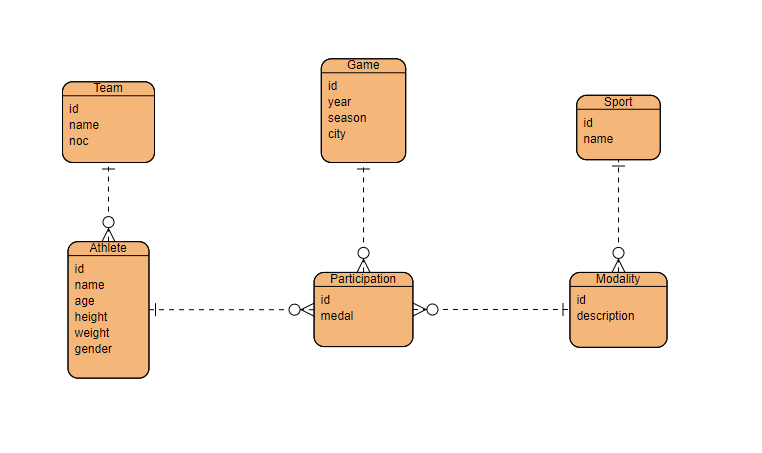 Team
id
name
noc
Game
id
year
season
city
Sport
id
name
Athlete
id
name
age
height
weight
gender
Participation
id
medal
Modality
id
description